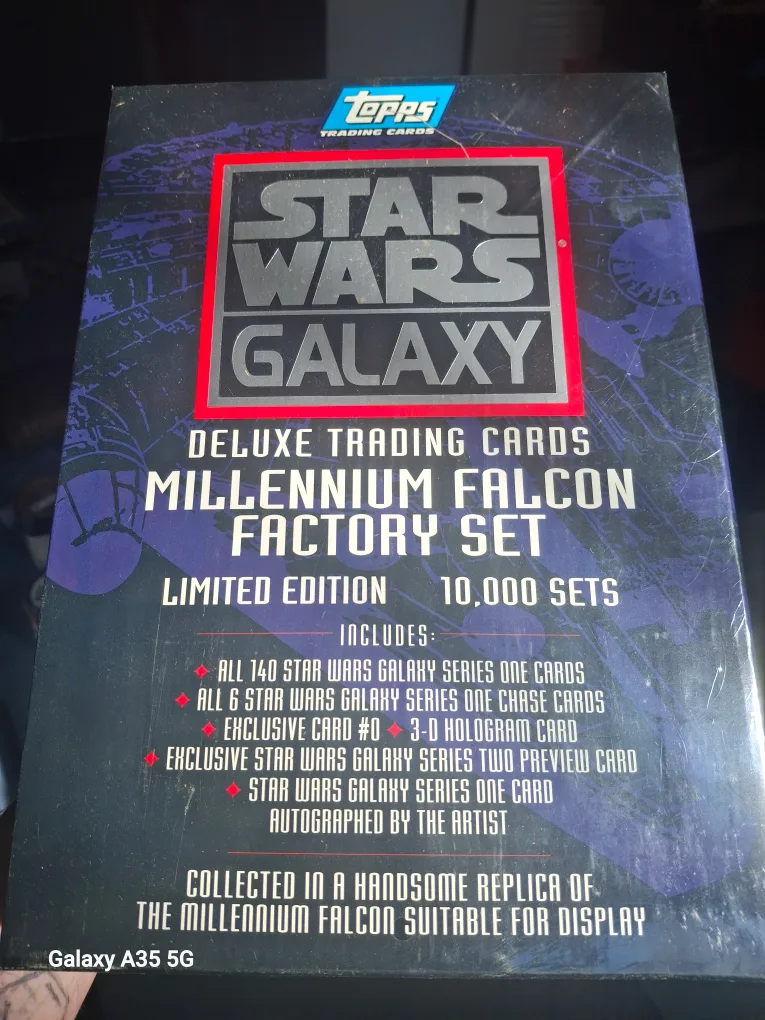 Topps
TRADING CARDS
STAR
WARS
GALAXY
DELUXE TRADING CARDS
MILLENNIUM FALCON
FACTORY SET
LIMITED EDITION 10,000 SETS
INCLUDES:
ALL 140 STAR WARS GALAXY SERIES ONE CARDS
ALL 6 STAR WARS GALAXY SERIES ONE CHASE CARDS
EXCLUSIVE CARD #0 3-D HOLOGRAM CARD
EXCLUSIVE STAR WARS GALAXY SERIES TWO PREVIEW CARD
STAR WARS GALAXY SERIES ONE CARD
AUTOGRAPHED BY THE ARTIST
COLLECTED IN A HANDSOME REPLICA OF
THE MILLENNIUM FALCON SUITABLE FOR DISPLAY
Galaxy A35 5G